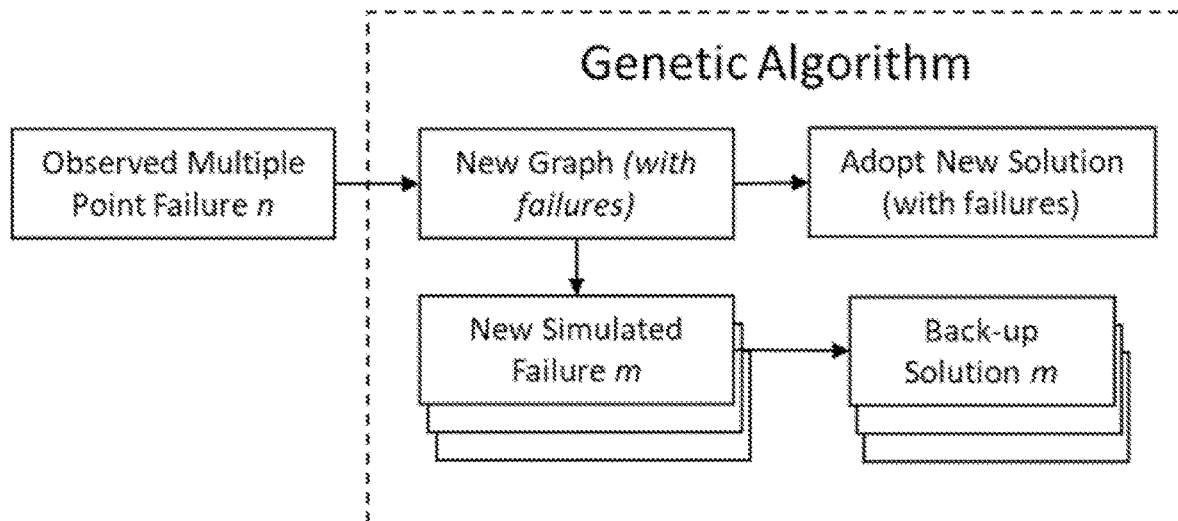 Genetic Algorithm
Observed Multiple
Point Failure n
New Graph (with
failures)
Adopt New Solution
(with failures)
New Simulated
Failure m
Back-up
Solution m